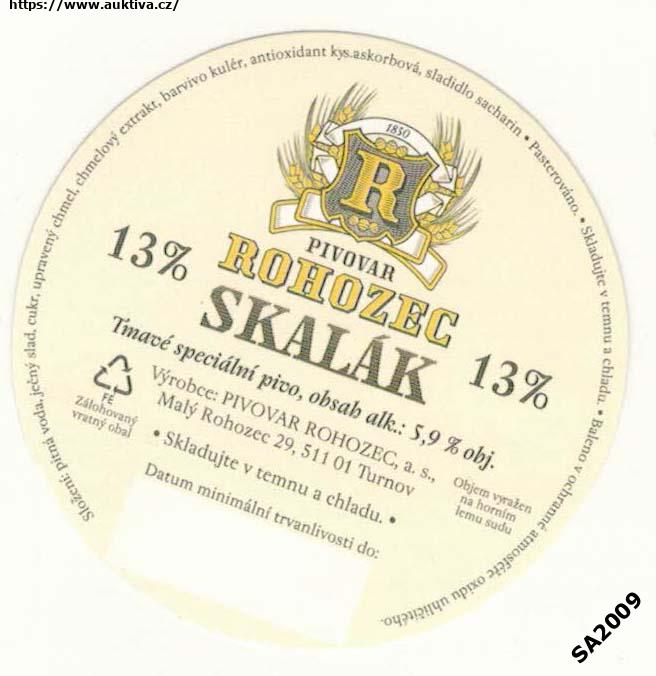 https://www.auktiva.cz/
Složení: pitná voda, ječný slad, cukr, upravený chmel, chmelový extrakt, barvivo kulér, antioxidant kys.askorbová, sladidlo sacharin • Pasterováno. • Skladujte v temnu a chladu. • Baleno v ochranné atmosféře oxidu uhličitého.
1850
R
PIVOVAR
ROHOZEC
SKALÁK
13%
13%
Tmavé speciální pivo, obsah alk.: 5,9 % obj.
FE
Zálohovaný
vratný obal
Výrobce: PIVOVAR ROHOZEC, a. s.,
Malý Rohozec 29, 511 01 Turnov
• Skladujte v temnu a chladu. •
Objem vyražen
na horním
lemu sudu
Datum minimální trvanlivosti do:
SA2009